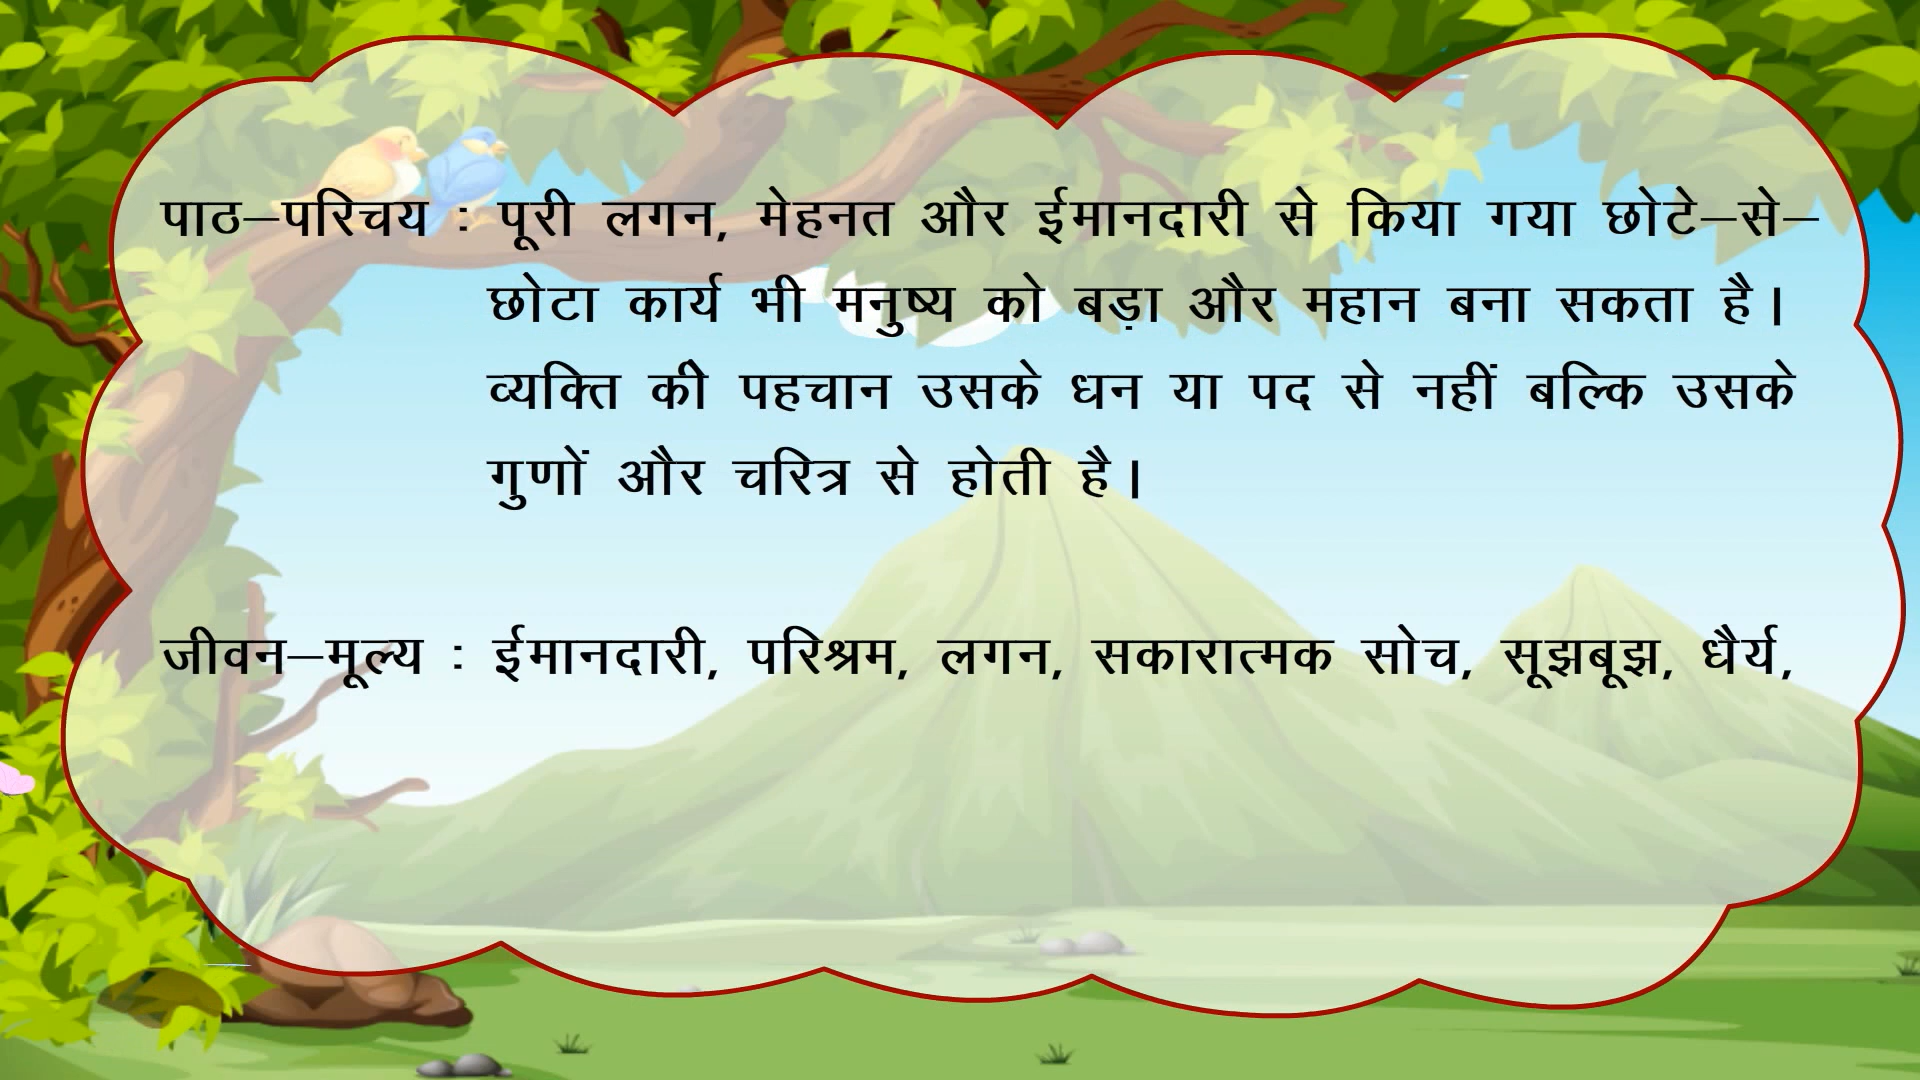 पाठ–परिचय : पूरी लगन, मेहनत और ईमानदारी से किया गया छोटे–से–
छोटा कार्य भी मनुष्य को बड़ा और महान बना सकता है।
व्यक्ति की पहचान उसके धन या पद से नहीं बल्कि उसके
गुणों और चरित्र से होती है।
जीवन–मूल्य : ईमानदारी, परिश्रम, लगन, सकारात्मक सोच, सूझबूझ, धैर्य,